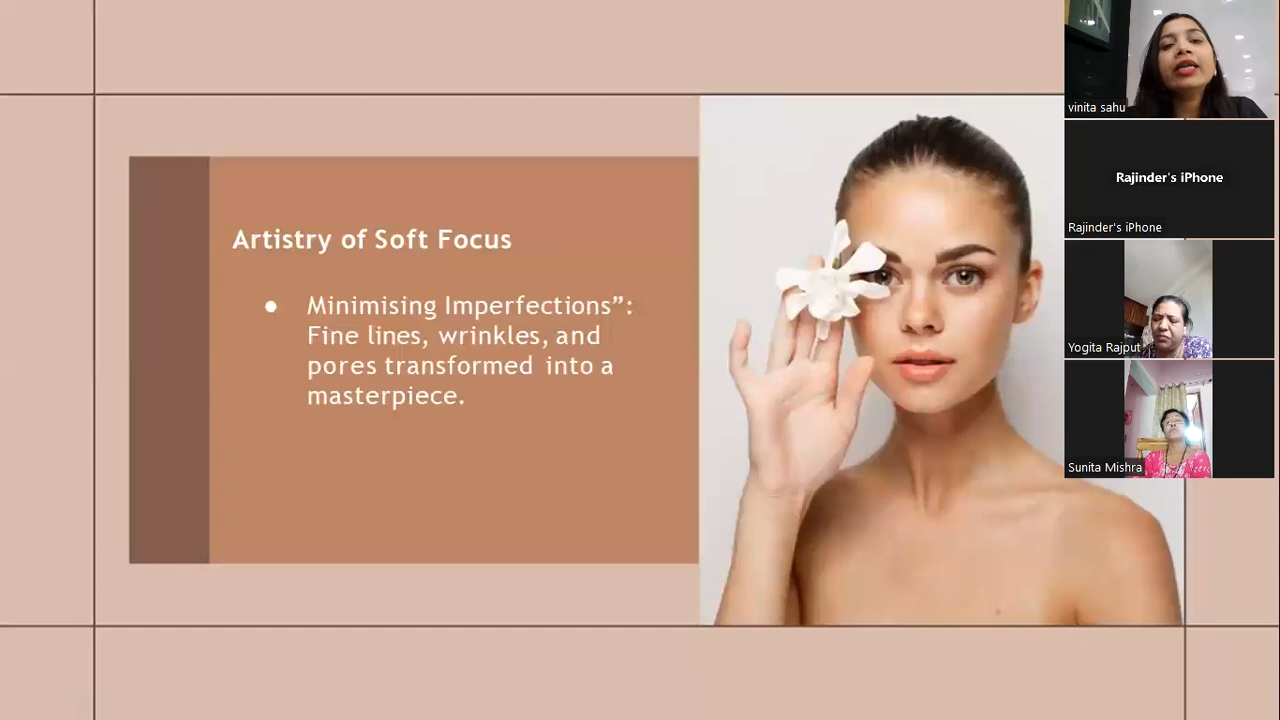 Artistry of Soft Focus
● Minimising Imperfections”:
Fine lines, wrinkles, and
pores transformed into a
masterpiece.
vinita sahu
Rajinder's iPhone
Rajinder's iPhone
Yogita Rajput
Sunita Mishra